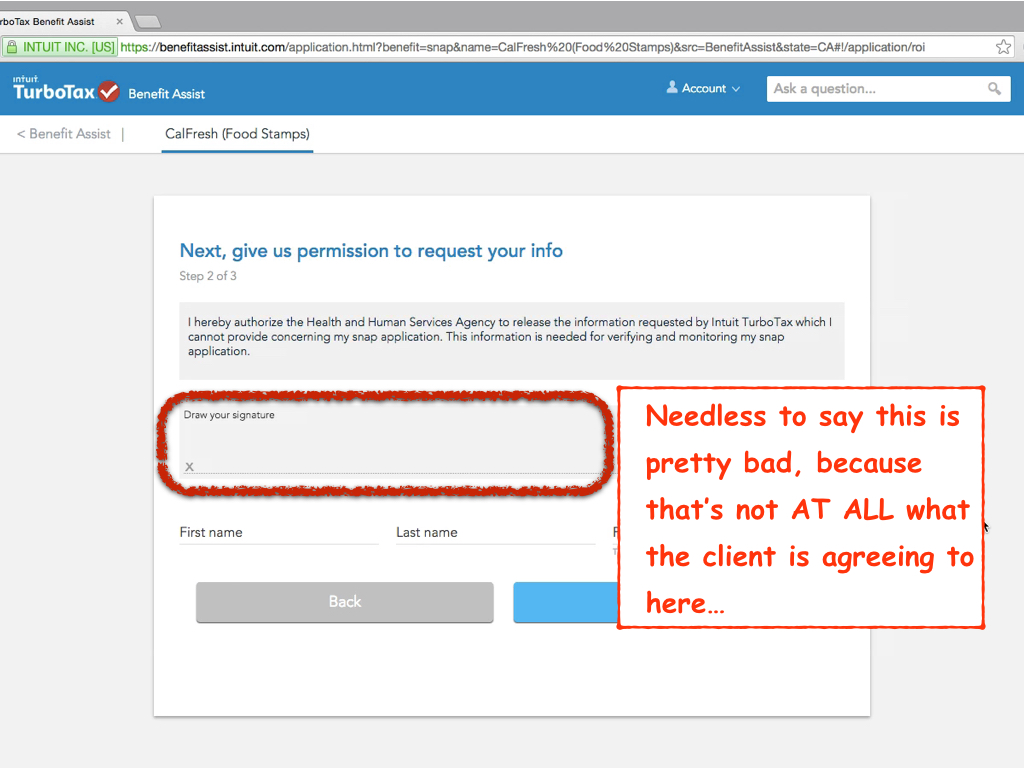 rboTax Benefit Assist ×
INTUIT INC. [US] https://benefitassist.intuit.com/application.html?benefit=snap&name=CalFresh%20(Food%20Stamps)&src=BenefitAssist&state=CA#!/application/roi
intuit
TurboTax Benefit Assist
Account
Ask a question...
< Benefit Assist |
CalFresh (Food Stamps)
Next, give us permission to request your info
Step 2 of 3
I hereby authorize the Health and Human Services Agency to release the information requested by Intuit TurboTax which I
cannot provide concerning my snap application. This information is needed for verifying and monitoring my snap
application.
Draw your signature
X
Needless to say this is
pretty bad, because
that's not AT ALL what
the client is agreeing to
here...
First name
Last name
Back